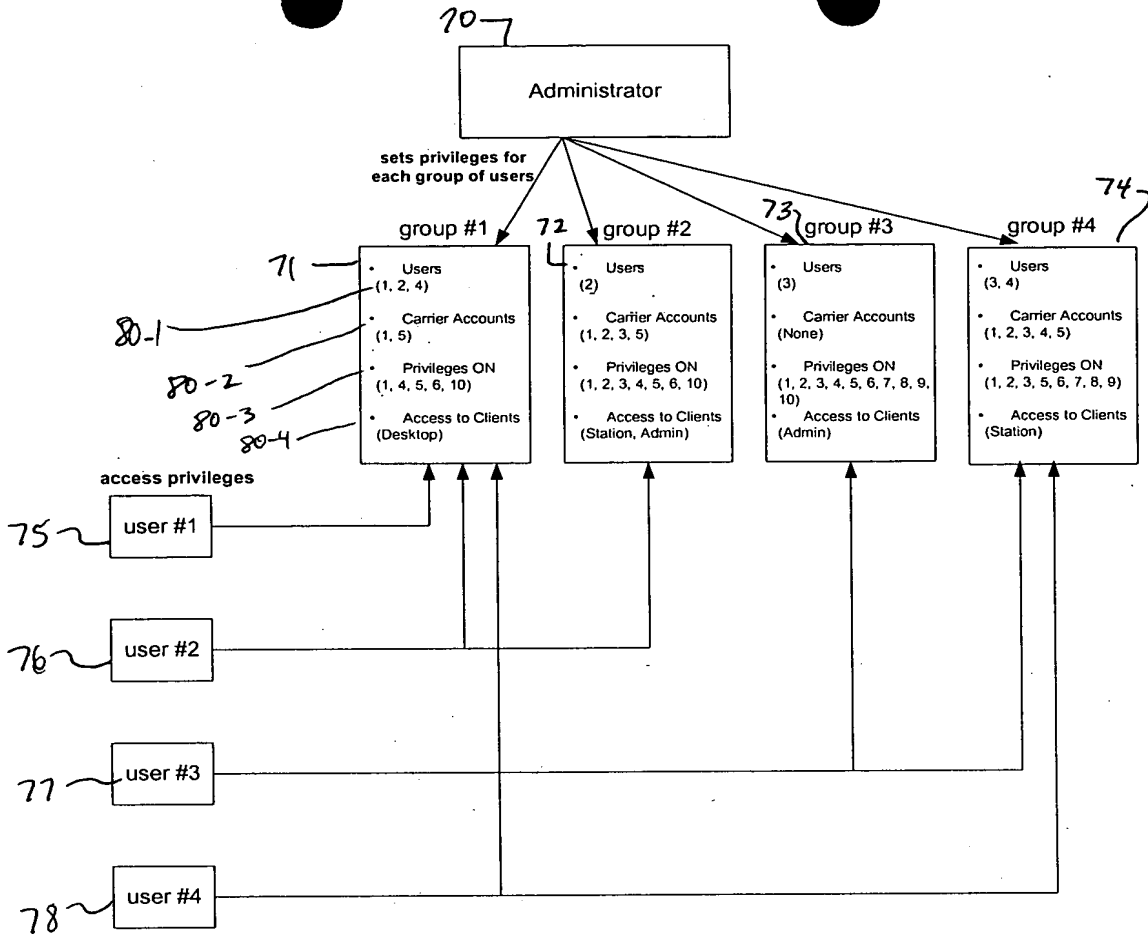 70
Administrator
sets privileges for
each group of users
group #1
group #2
group #3
group #4
71
72
73
74
• Users
(1, 2, 4)
• Carrier Accounts
(1, 5)
• Privileges ON
(1, 4, 5, 6, 10)
• Access to Clients
(Desktop)
80-1
80-2
80-3
80-4
• Users
(2)
• Carrier Accounts
(1, 2, 3, 5)
• Privileges ON
(1, 2, 3, 4, 5, 6, 10)
• Access to Clients
(Station, Admin)
• Users
(3)
• Carrier Accounts
(None)
• Privileges ON
(1, 2, 3, 4, 5, 6, 7, 8, 9,
10)
• Access to Clients
(Admin)
• Users
(3, 4)
• Carrier Accounts
(1, 2, 3, 4, 5)
• Privileges ON
(1, 2, 3, 5, 6, 7, 8, 9)
• Access to Clients
(Station)
access privileges
75
user #1
76
user #2
77
user #3
78
user #4